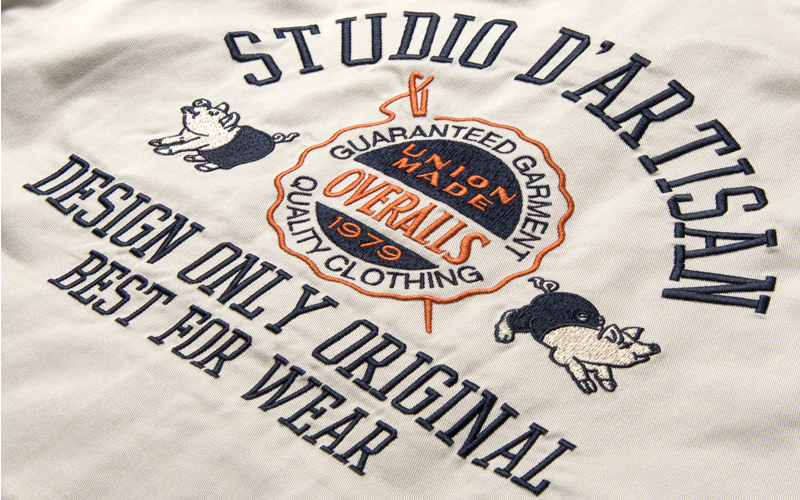 STUDIO D'ARTISAN
GUARANTEED GARMENT
UNION
MADE
OVERALLS
1979
QUALITY CLOTHING
DESIGN ONLY ORIGINAL
BEST FOR WEAR